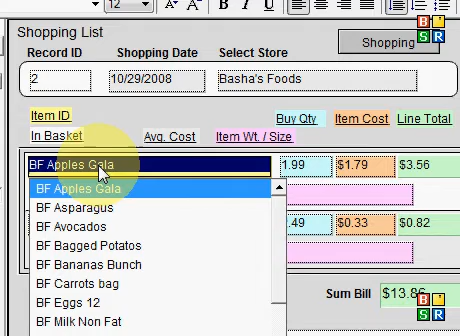 12
B I U
Shopping List
Shopping
B
S R
Record ID Shopping Date Select Store
2 10/29/2008 Basha's Foods
Item ID
Buy Qty Item Cost Line Total
In Basket Avg. Cost Item Wt. / Size
BF Apples Gala 1.99 $1.79 $3.56
BF Apples Gala
BF Asparagus
BF Avocados .49 $0.33 $0.82
BF Bagged Potatos
BF Bananas Bunch
BF Carrots bag
Sum Bill $13.86
BF Eggs 12
B
S R
BF Milk Non Fat